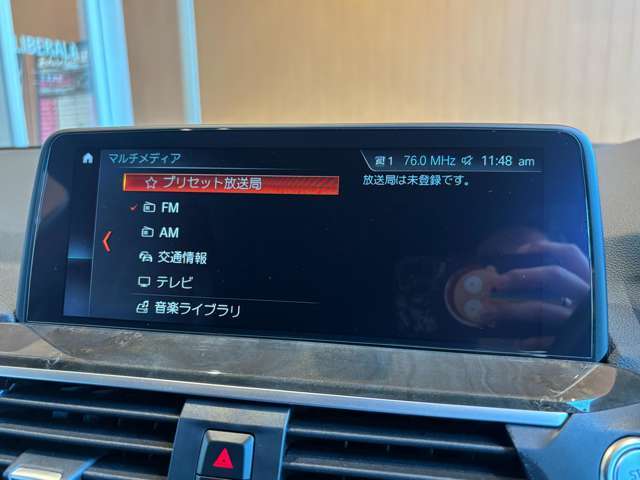 LIBERALA
マルチメディア
1 76.0 MHz 11:48 am
プリセット放送局
放送局は未登録です。
FM
AM
交通情報
テレビ
音楽ライブラリ
ST